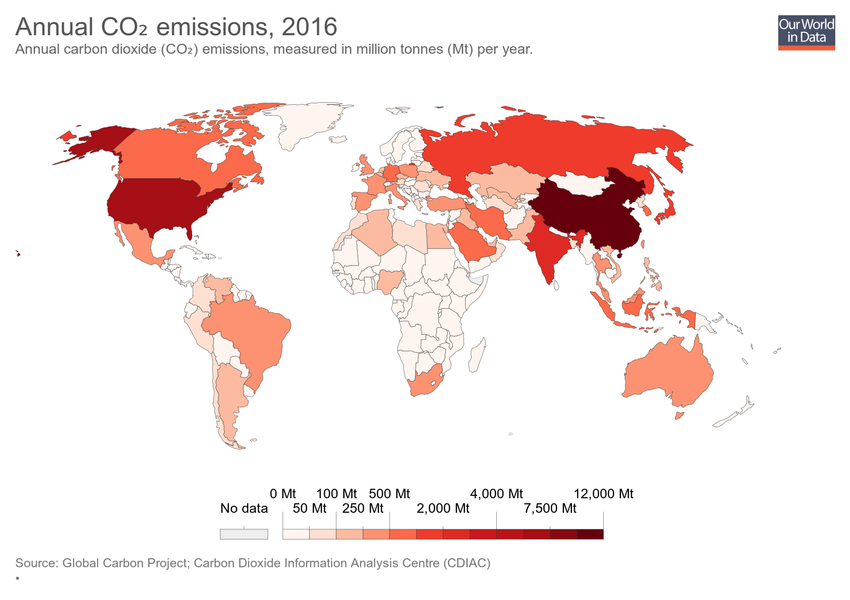 Annual CO₂ emissions, 2016
Annual carbon dioxide (CO₂) emissions, measured in million tonnes (Mt) per year.
Our World
in Data
0 Mt 100 Mt 500 Mt 4,000 Mt 12,000 Mt
No data 50 Mt 250 Mt 2,000 Mt 7,500 Mt
Source: Global Carbon Project; Carbon Dioxide Information Analysis Centre (CDIAC)
•